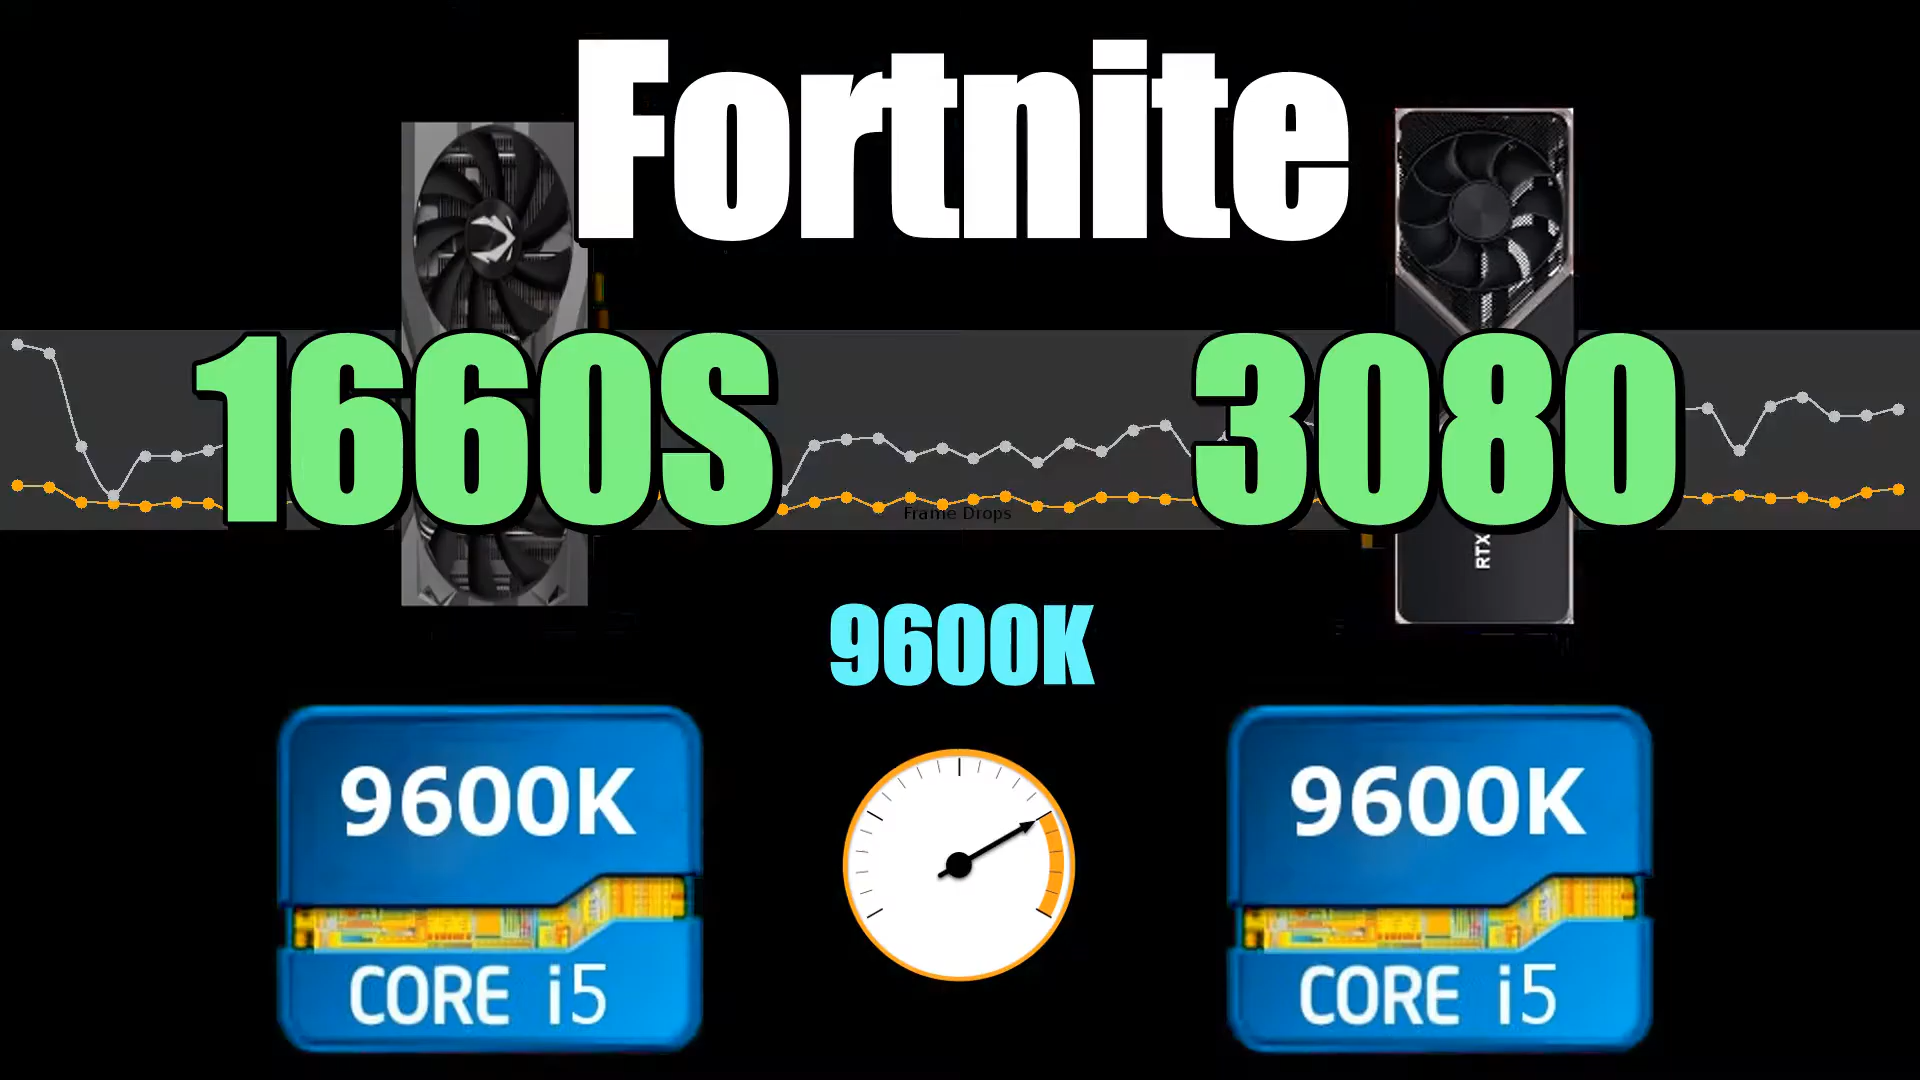 Fortnite
1660S 3080
Frame Drops
RTX
9600K
9600K 9600K
CORE i5 CORE i5